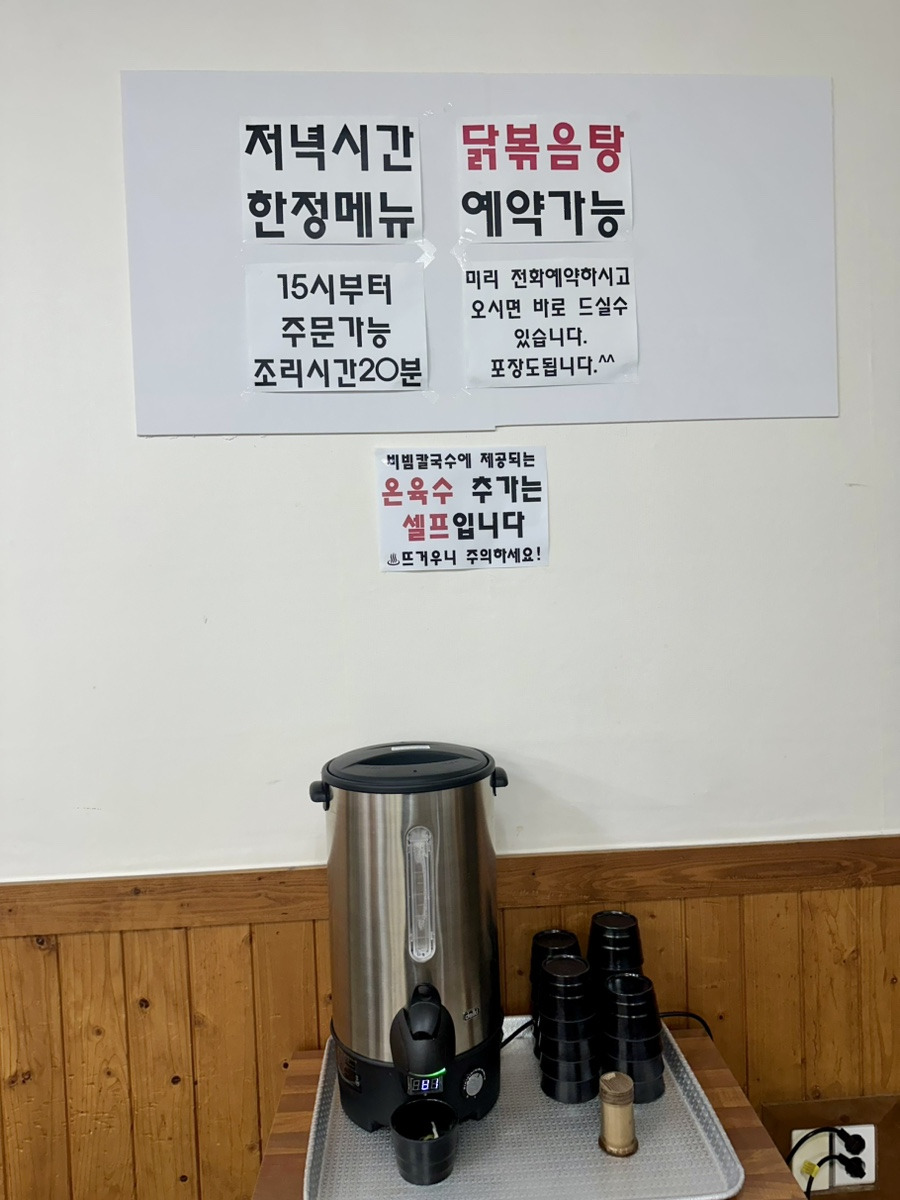 저녁시간
한정메뉴
15시부터
주문가능
조리시간20분
닭볶음탕
예약가능
미리 전화예약하시고
오시면 바로 드실수
있습니다.
포장도됩니다.^^
비빔칼국수에 제공되는
온육수 추가는
셀프입니다
♨뜨거우니 주의하세요!
81